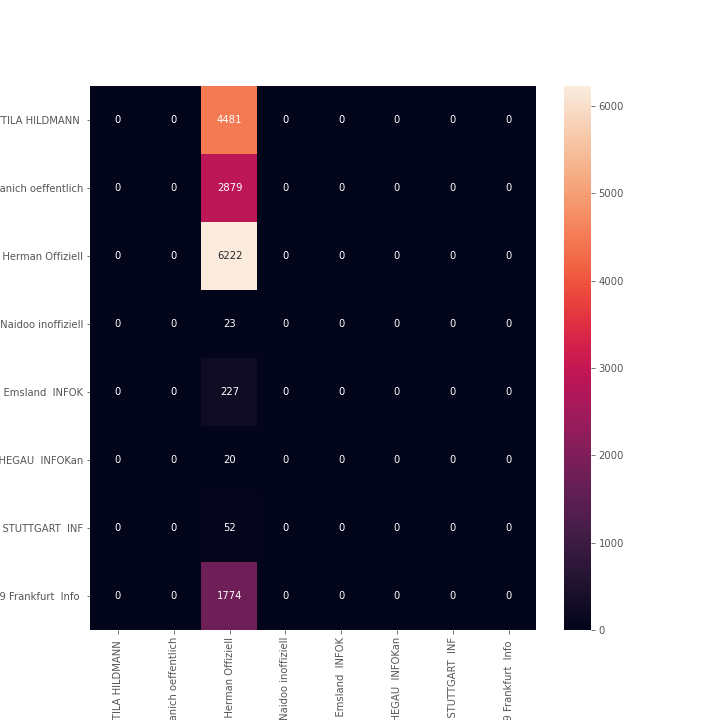 TILA HILDMANN 0 0 4481 0 0 0 0 0
anich oeffentlich 0 0 2879 0 0 0 0 0
Herman Offiziell 0 0 6222 0 0 0 0 0
Naidoo inoffiziell 0 0 23 0 0 0 0 0
Emsland INFOK 0 0 227 0 0 0 0 0
HEGAU INFOKan 0 0 20 0 0 0 0 0
STUTTGART INF 0 0 52 0 0 0 0 0
9 Frankfurt Info 0 0 1774 0 0 0 0 0
TILA HILDMANN
anich oeffentlich
Herman Offiziell
Naidoo inoffiziell
Emsland INFOK
HEGAU INFOKan
STUTTGART INF
9 Frankfurt Info
6000
5000
4000
3000
2000
1000
0